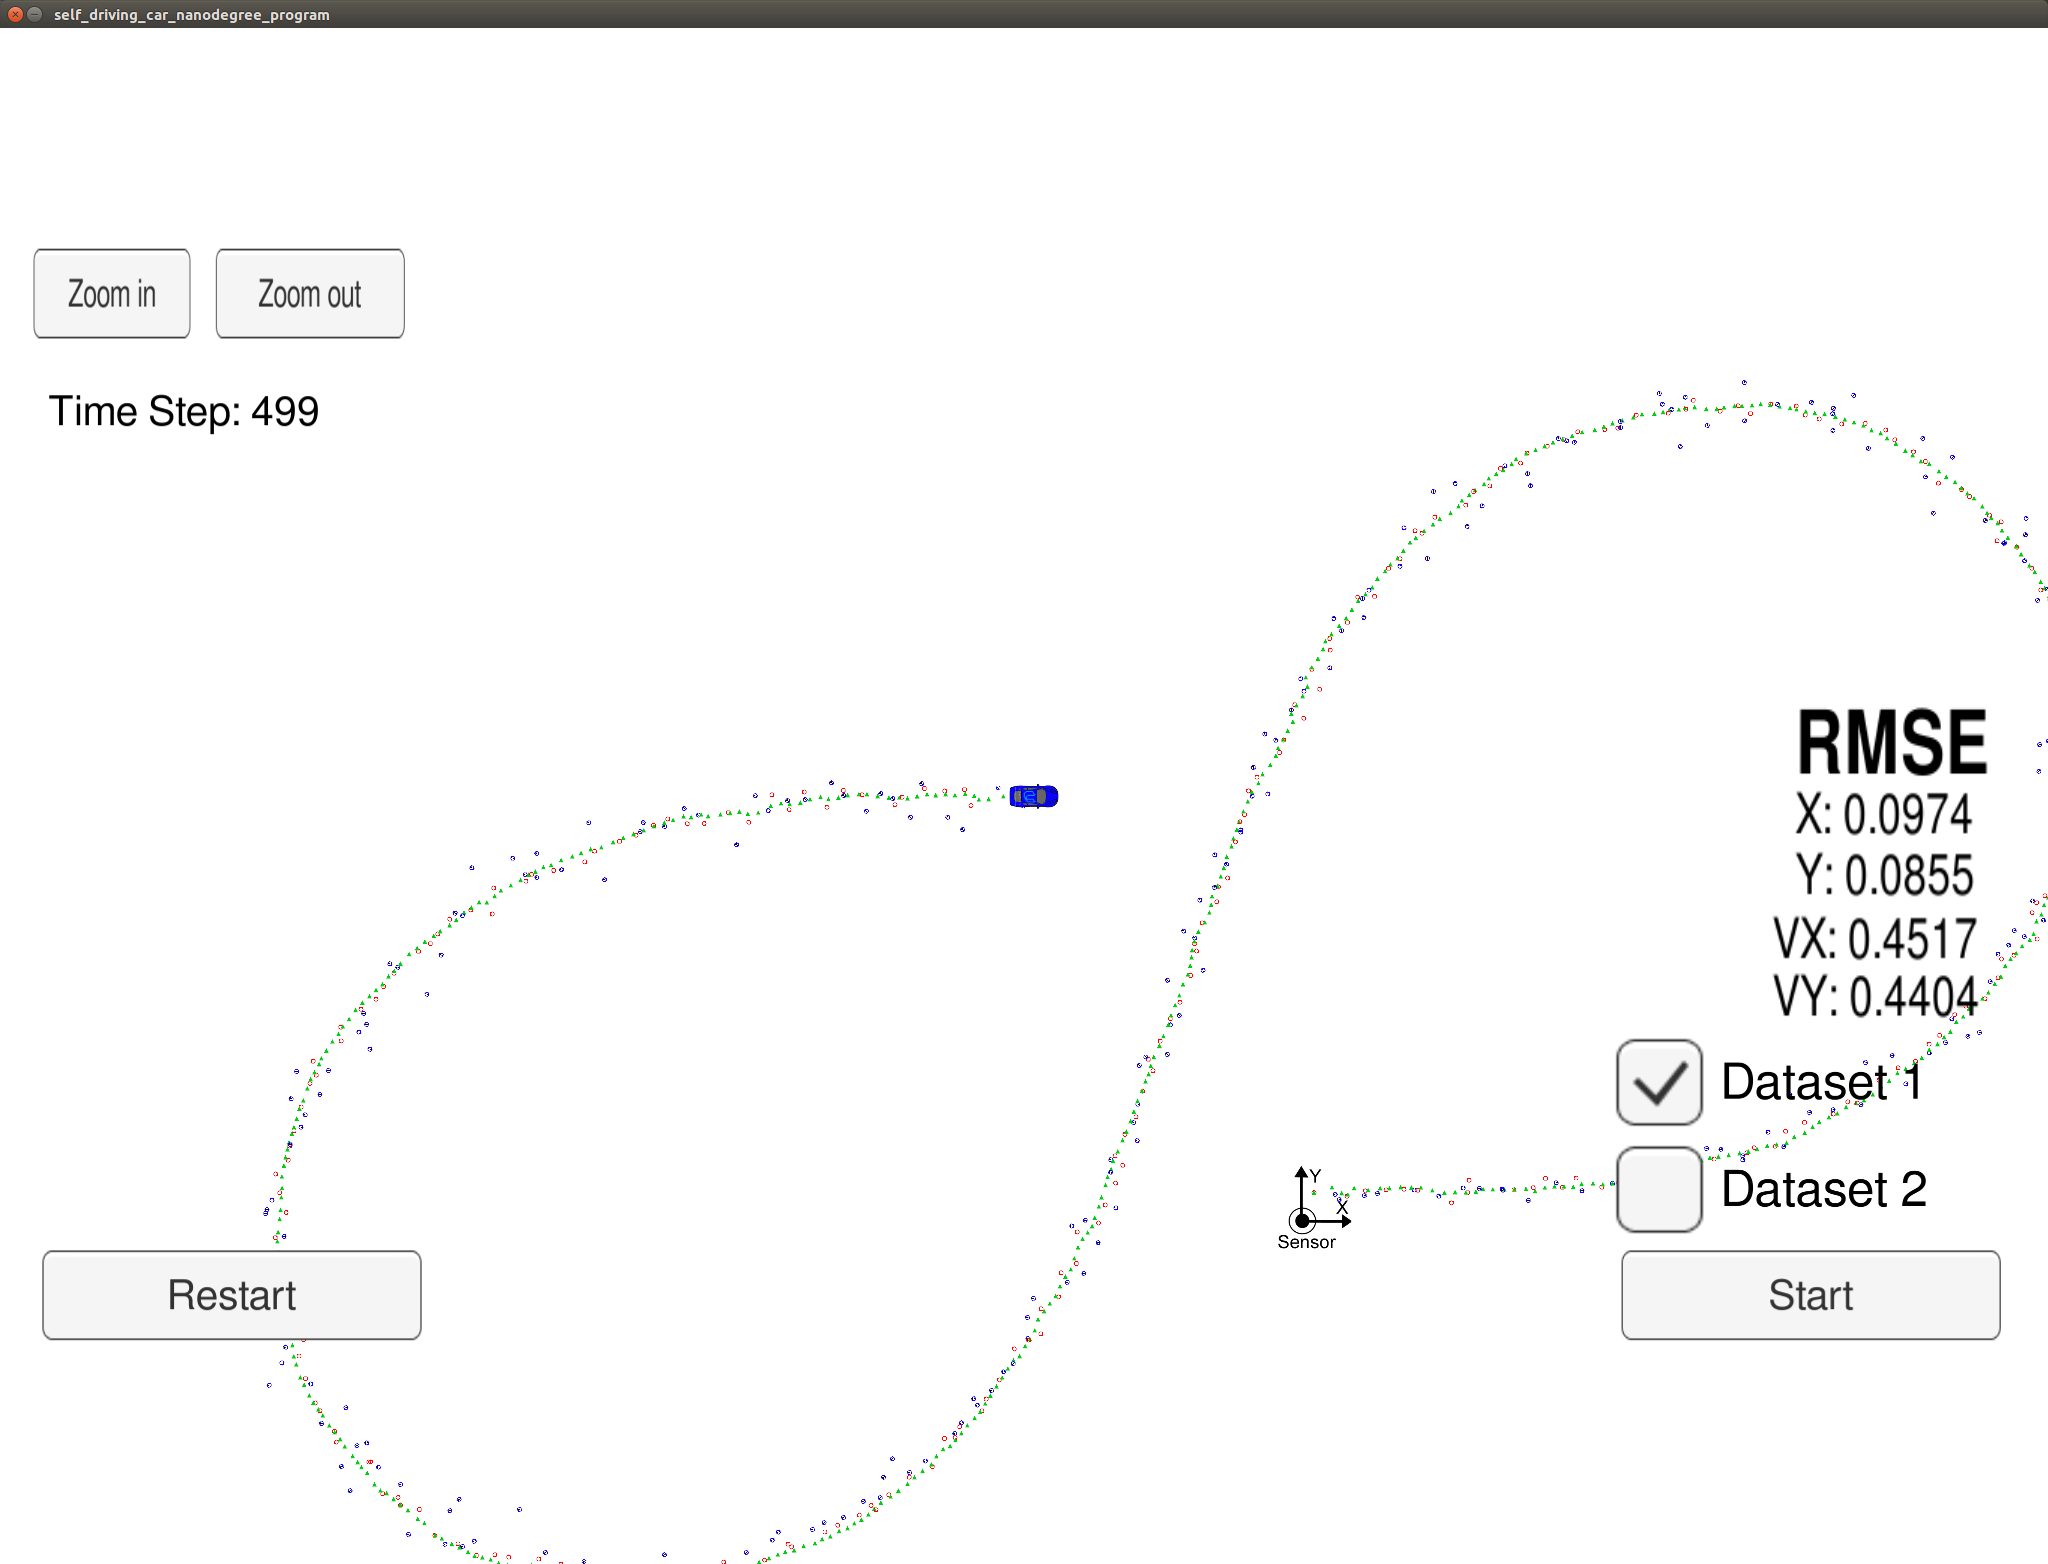 self_driving_car_nanodegree_program
Zoom in
Zoom out
Time Step: 499
RMSE
X: 0.0974
Y: 0.0855
VX: 0.4517
VY: 0.4404
Dataset 1
Y
X
Sensor
Dataset 2
Restart
Start